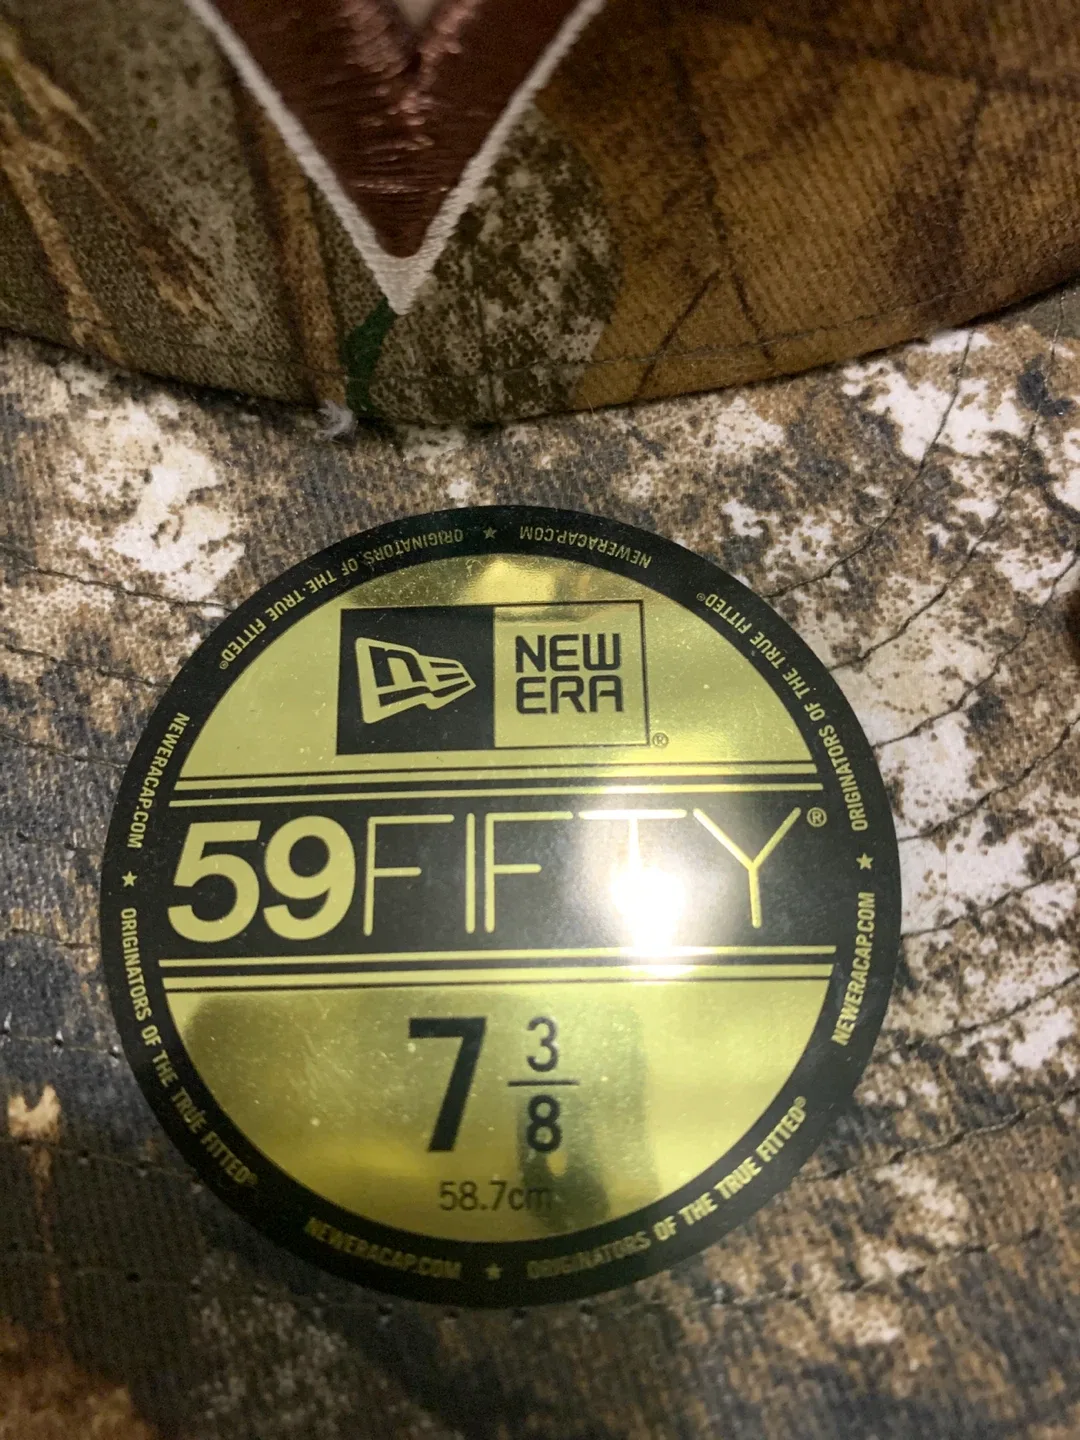 NE
NEW
ERA
®
59FIFTY®
7 3/8
58.7cm
ORIGINATORS OF THE TRUE FITTED®
★
NEWERACAP.COM
ORIGINATORS OF THE TRUE FITTED®
★
NEWERACAP.COM
ORIGINATORS OF THE TRUE FITTED®
★
NEWERACAP.COM
ORIGINATORS OF THE TRUE FITTED®
★
NEWERACAP.COM